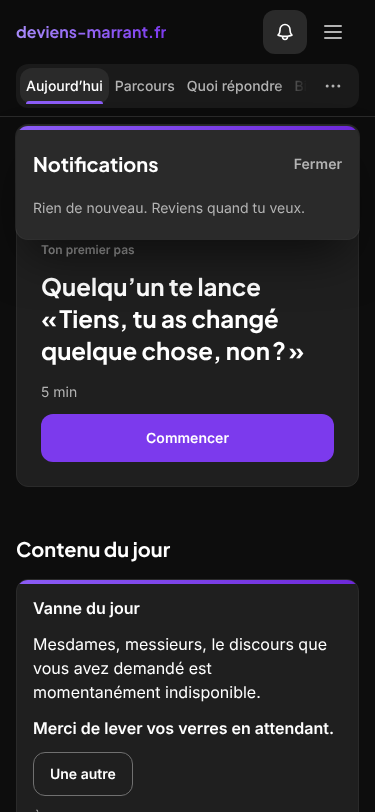 deviens-marrant.fr
Aujourd’hui Parcours Quoi répondre
Notifications
Fermer
Rien de nouveau. Reviens quand tu veux.
Ton premier pas
Quelqu’un te lance
« Tiens, tu as changé
quelque chose, non ? »
5 min
Commencer
Contenu du jour
Vanne du jour
Mesdames, messieurs, le discours que
vous avez demandé est
momentanément indisponible.
Merci de lever vos verres en attendant.
Une autre